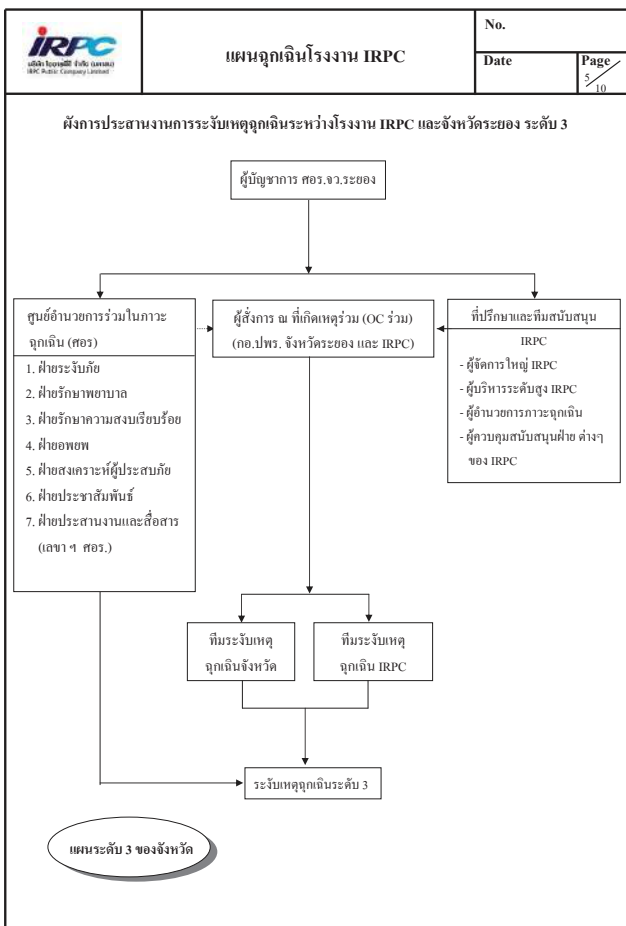 IRPC
บริษัท ไออาร์พีซี จำกัด (มหาชน)
IRPC Public Company Limited
แผนฉุกเฉินโรงงาน IRPC
No.
Date
Page
5/10
ผังการประสานงานการระงับเหตุฉุกเฉินระหว่างโรงงาน IRPC และจังหวัดระยอง ระดับ 3
ผู้บัญชาการ ศอร.จว.ระยอง
ศูนย์อำนวยการร่วมในภาวะ
ฉุกเฉิน (ศอร)
1. ฝ่ายระงับภัย
2. ฝ่ายรักษาพยาบาล
3. ฝ่ายรักษาความสงบเรียบร้อย
4. ฝ่ายอพยพ
5. ฝ่ายสงเคราะห์ผู้ประสบภัย
6. ฝ่ายประชาสัมพันธ์
7. ฝ่ายประสานงานและสื่อสาร
(เลขา ฯ ศอร.)
ผู้สั่งการ ณ ที่เกิดเหตุร่วม (OC ร่วม)
(กอ.ปพร. จังหวัดระยอง และ IRPC)
ที่ปรึกษาและทีมสนับสนุน
IRPC
- ผู้จัดการใหญ่ IRPC
- ผู้บริหารระดับสูง IRPC
- ผู้อำนวยการภาวะฉุกเฉิน
- ผู้ควบคุมสนับสนุนฝ่าย ต่างๆ
ของ IRPC
ทีมระงับเหตุ
ฉุกเฉินจังหวัด
ทีมระงับเหตุ
ฉุกเฉิน IRPC
ระงับเหตุฉุกเฉินระดับ 3
แผนระดับ 3 ของจังหวัด